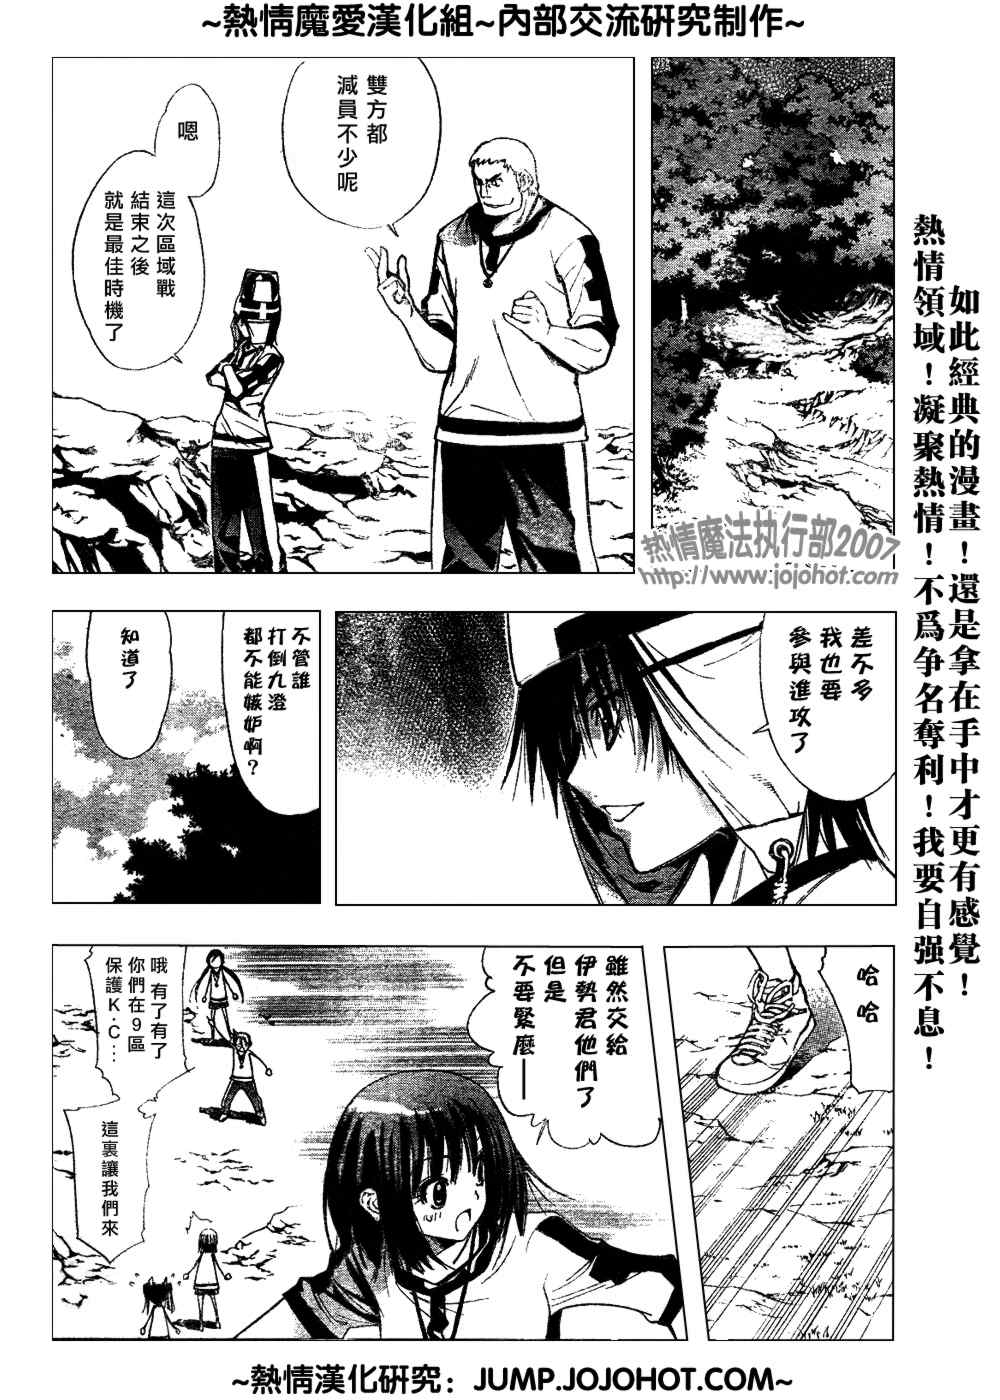 ~熱情魔愛漢化組~內部交流研究制作~
如此經典的漫畫！還是拿在手中才更有感覺！
熱情領域！凝聚熱情！不爲争名奪利！我要自强不息！
雙方都
減員不少呢
嗯
這次區域戰
結束之後
就是最佳時機了
熱情魔法执行部2007
http://www.jojohot.com
差不多
我也要
參與進攻了
不管誰
打倒九澄
都不能嫉妒啊？
知道了
哈
哈
雖然交給
伊勢君他們了
但是
不要緊麼——
哦 有了有了
你們在9區
保護K·C…
這裏讓我們來
~熱情漢化研究：JUMP.JOJOHOT.COM~